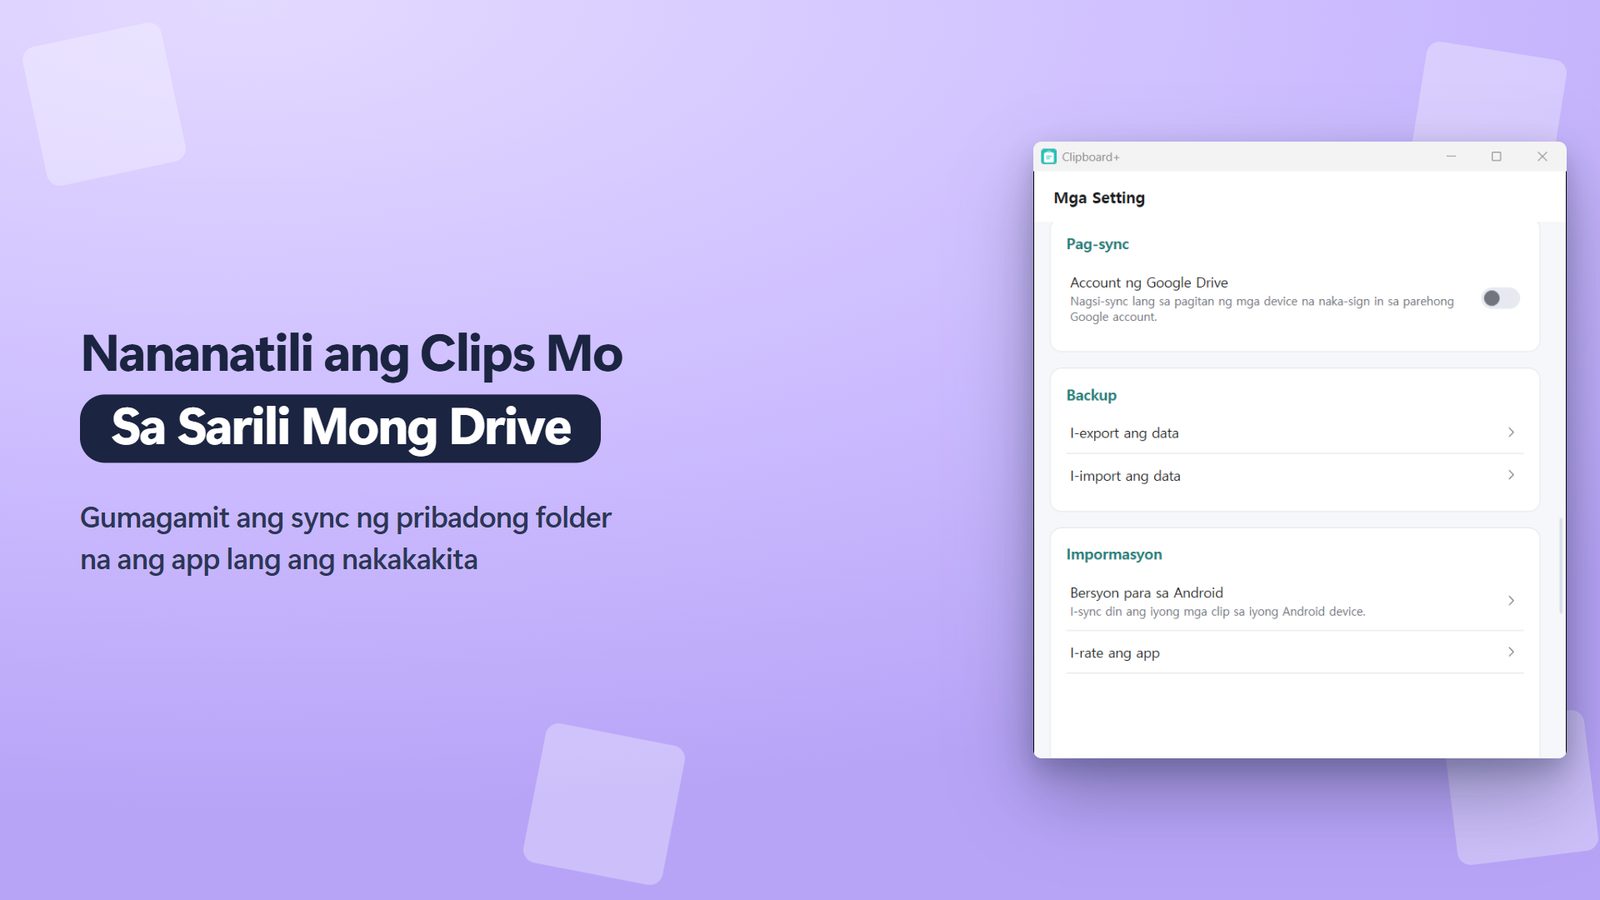 Nananatili ang Clips Mo
Sa Sarili Mong Drive
Gumagamit ang sync ng pribadong folder
na ang app lang ang nakakakita
Clipboard+
Mga Setting
Pag-sync
Account ng Google Drive
Nagsi-sync lang sa pagitan ng mga device na naka-sign in sa parehong
Google account.
Backup
I-export ang data
I-import ang data
Impormasyon
Bersyon para sa Android
I-sync din ang iyong mga clip sa iyong Android device.
I-rate ang app